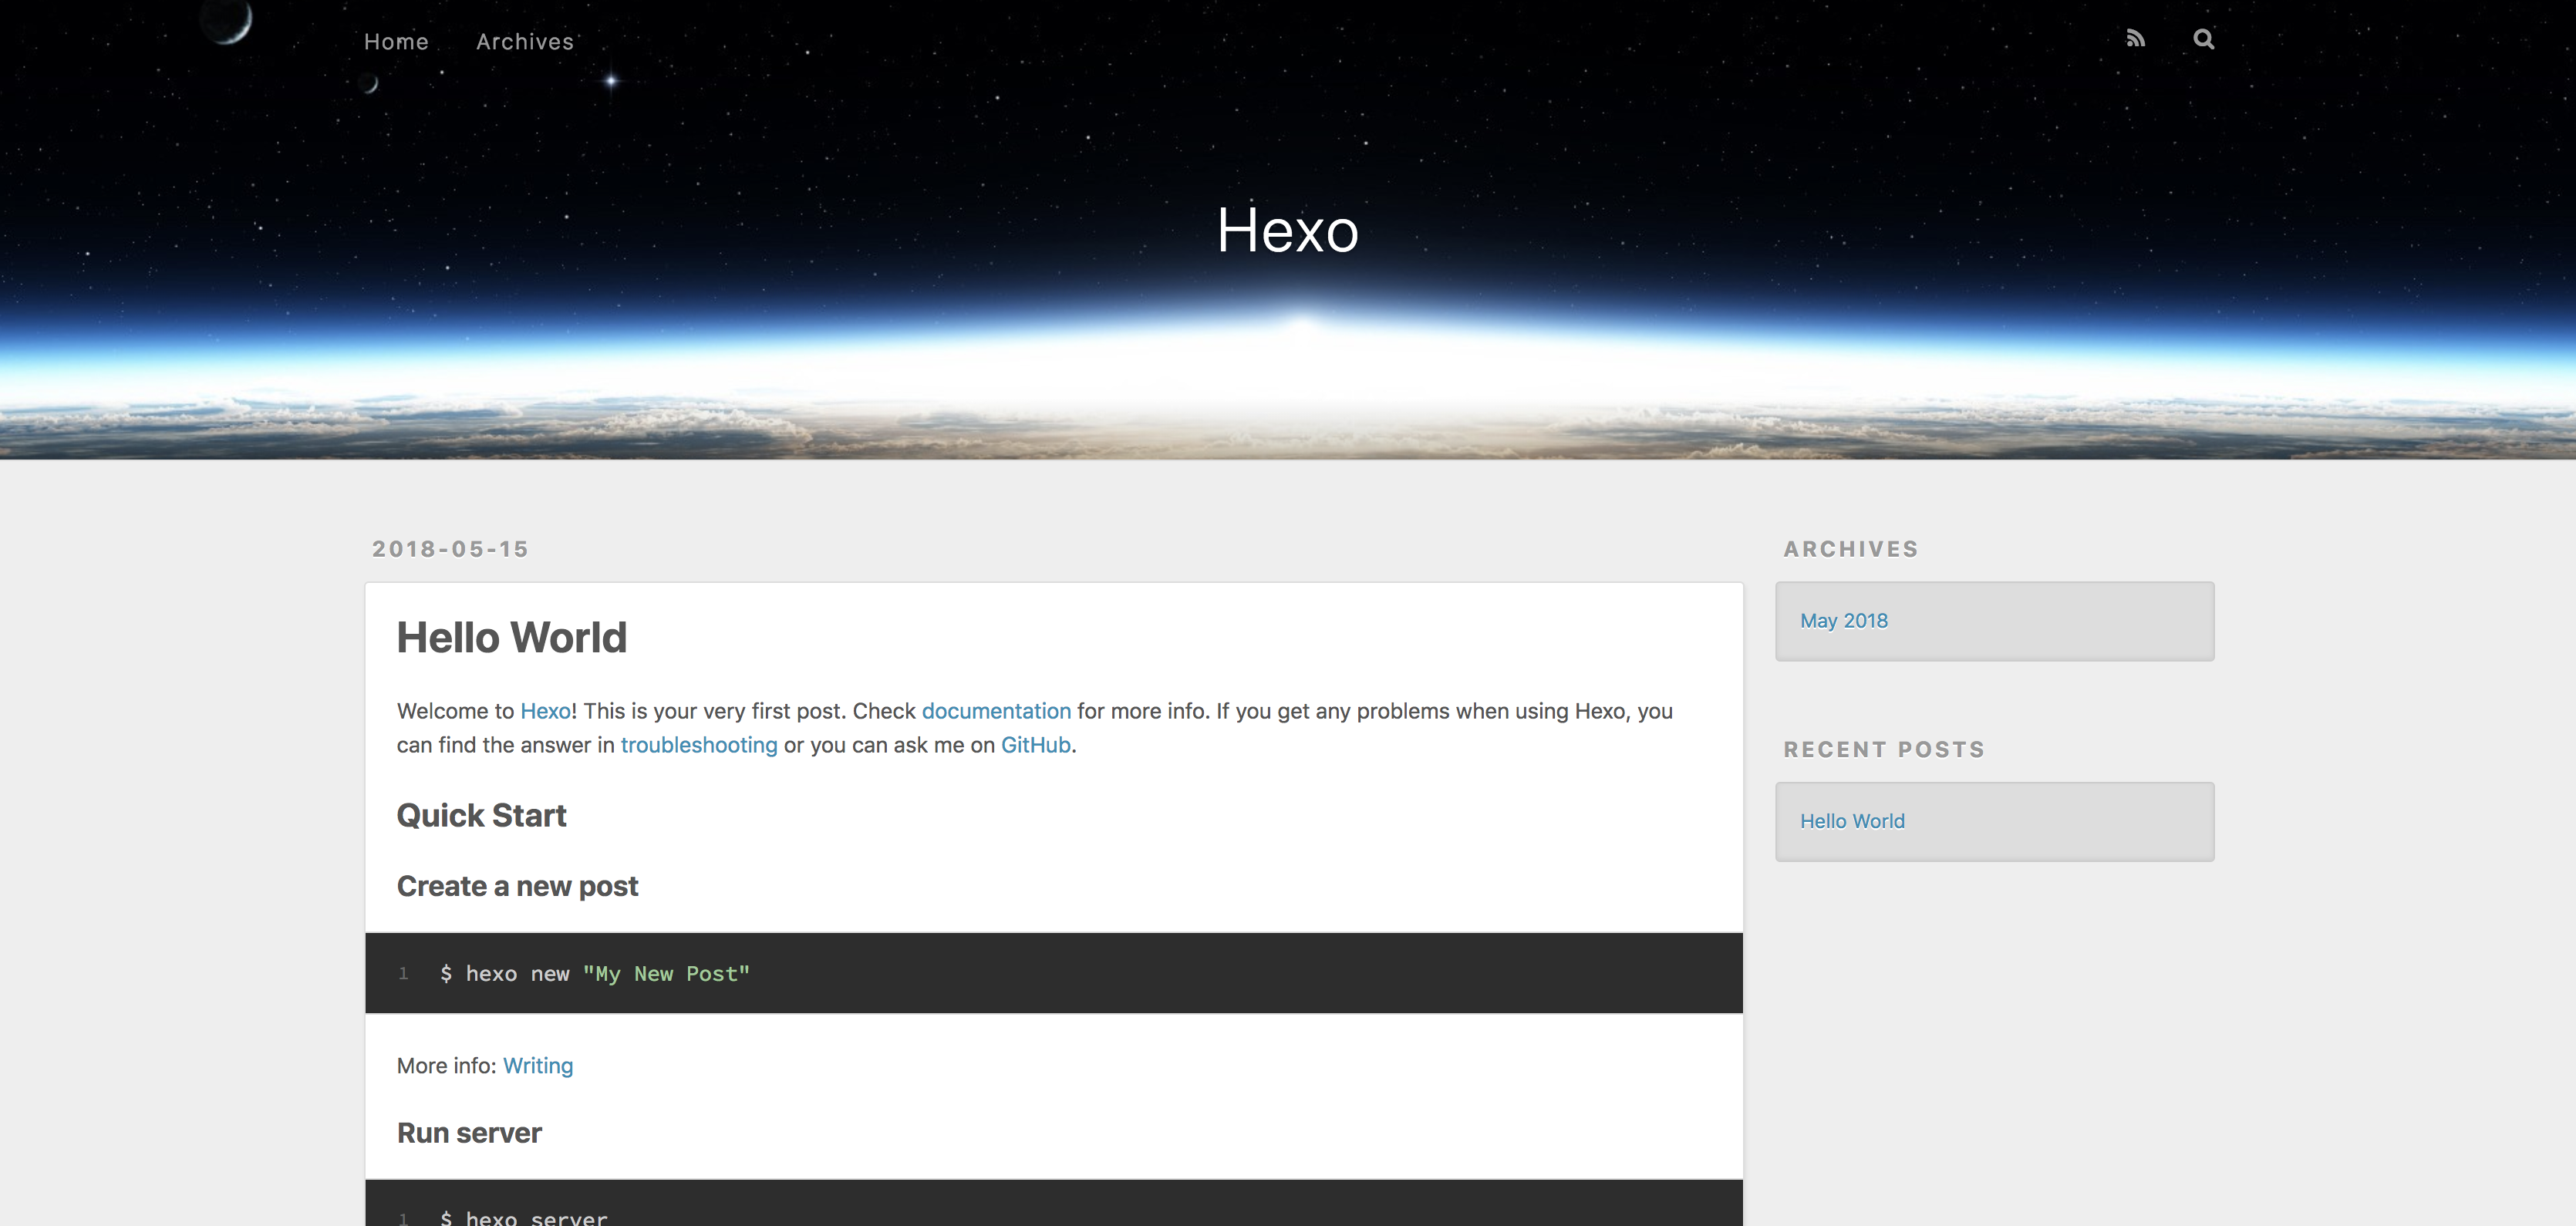 Home Archives
Hexo
2018-05-15
Hello World
Welcome to Hexo! This is your very first post. Check documentation for more info. If you get any problems when using Hexo, you
can find the answer in troubleshooting or you can ask me on GitHub.
Quick Start
Create a new post
1 $ hexo new "My New Post"
More info: Writing
Run server
1 $ hexo server
ARCHIVES
May 2018
RECENT POSTS
Hello World